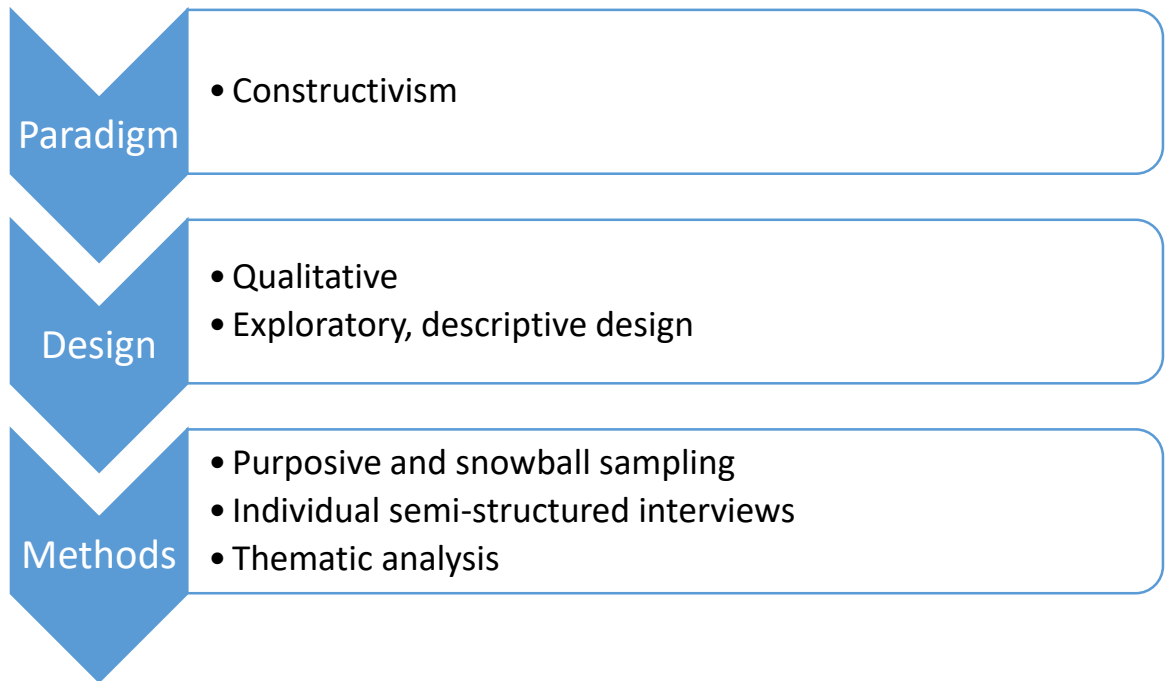 Paradigm
• Constructivism
Design
• Qualitative
• Exploratory, descriptive design
Methods
• Purposive and snowball sampling
• Individual semi-structured interviews
• Thematic analysis